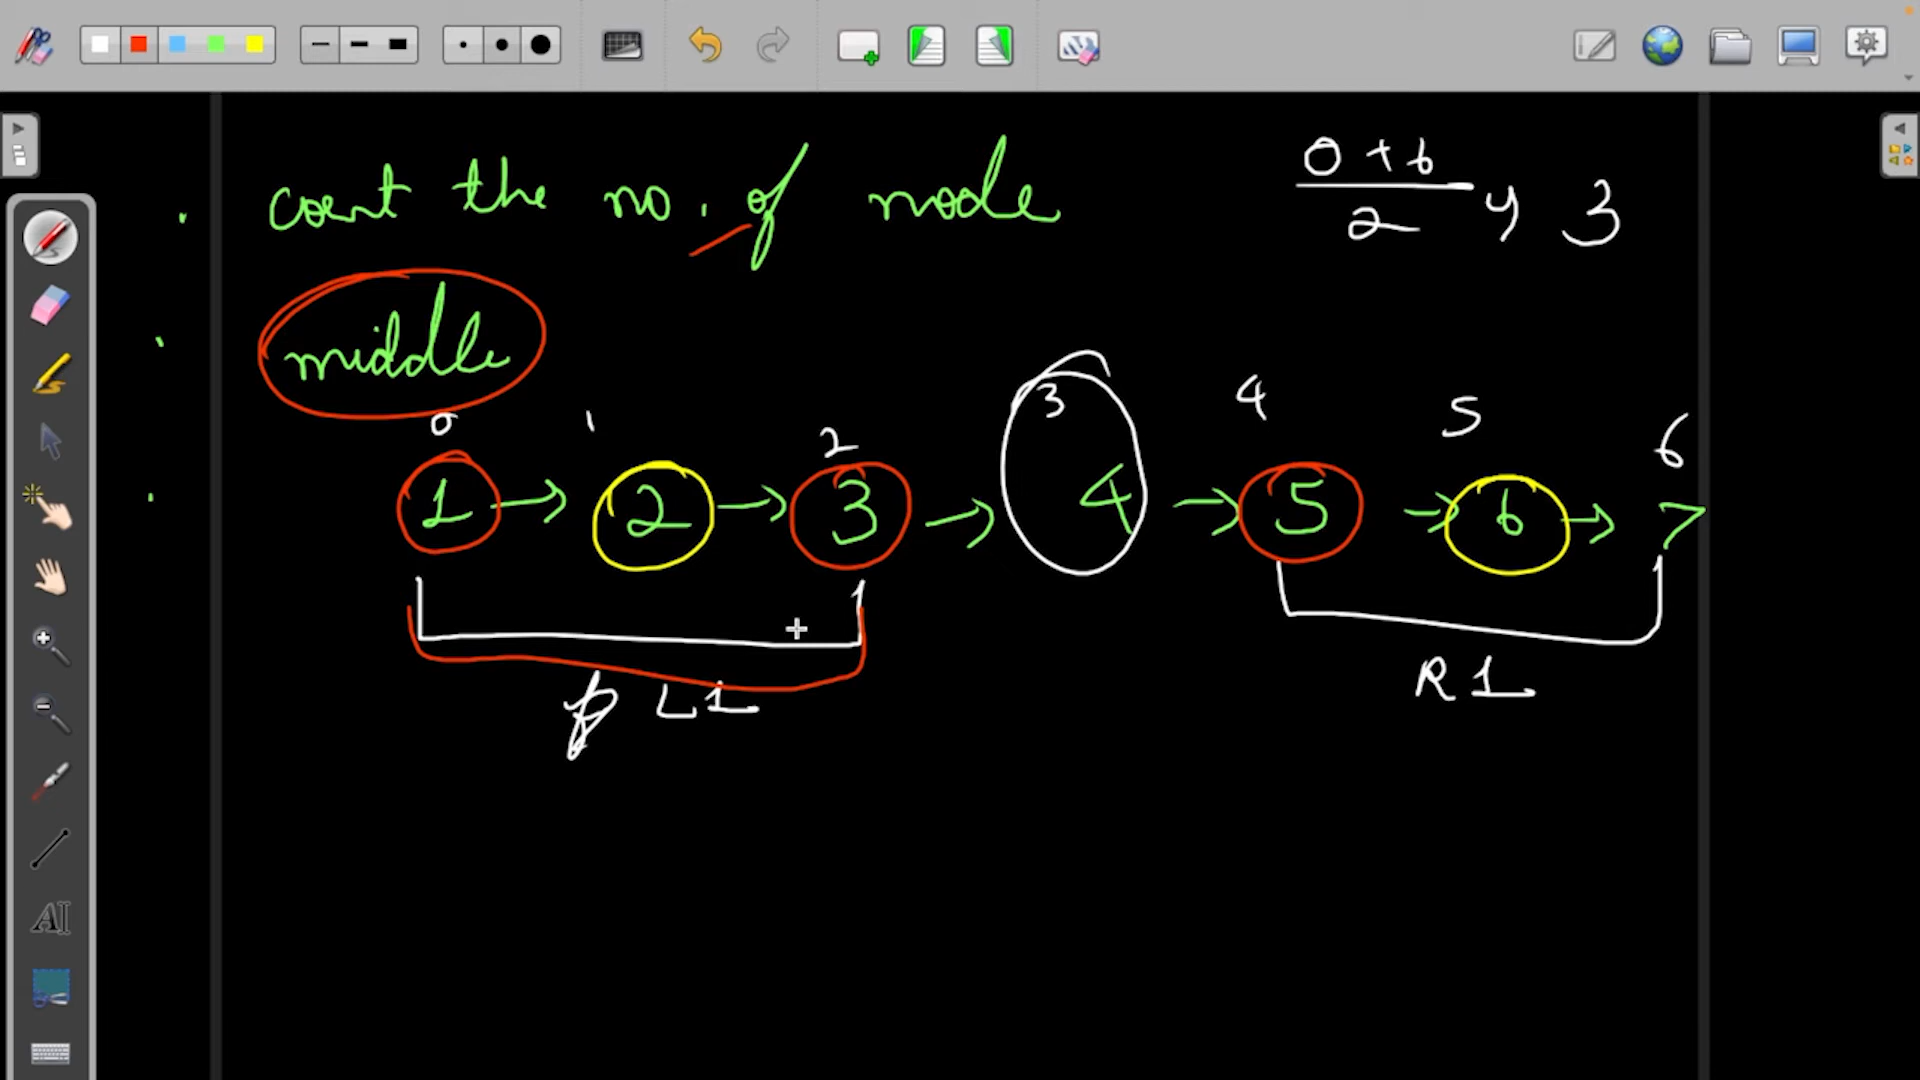 count the no. of node
0 + 6
2 y 3
middle
0 1 2 3 4 5 6
1 → 2 → 3 → 4 → 5 → 6 → 7
p L1 R1
AI